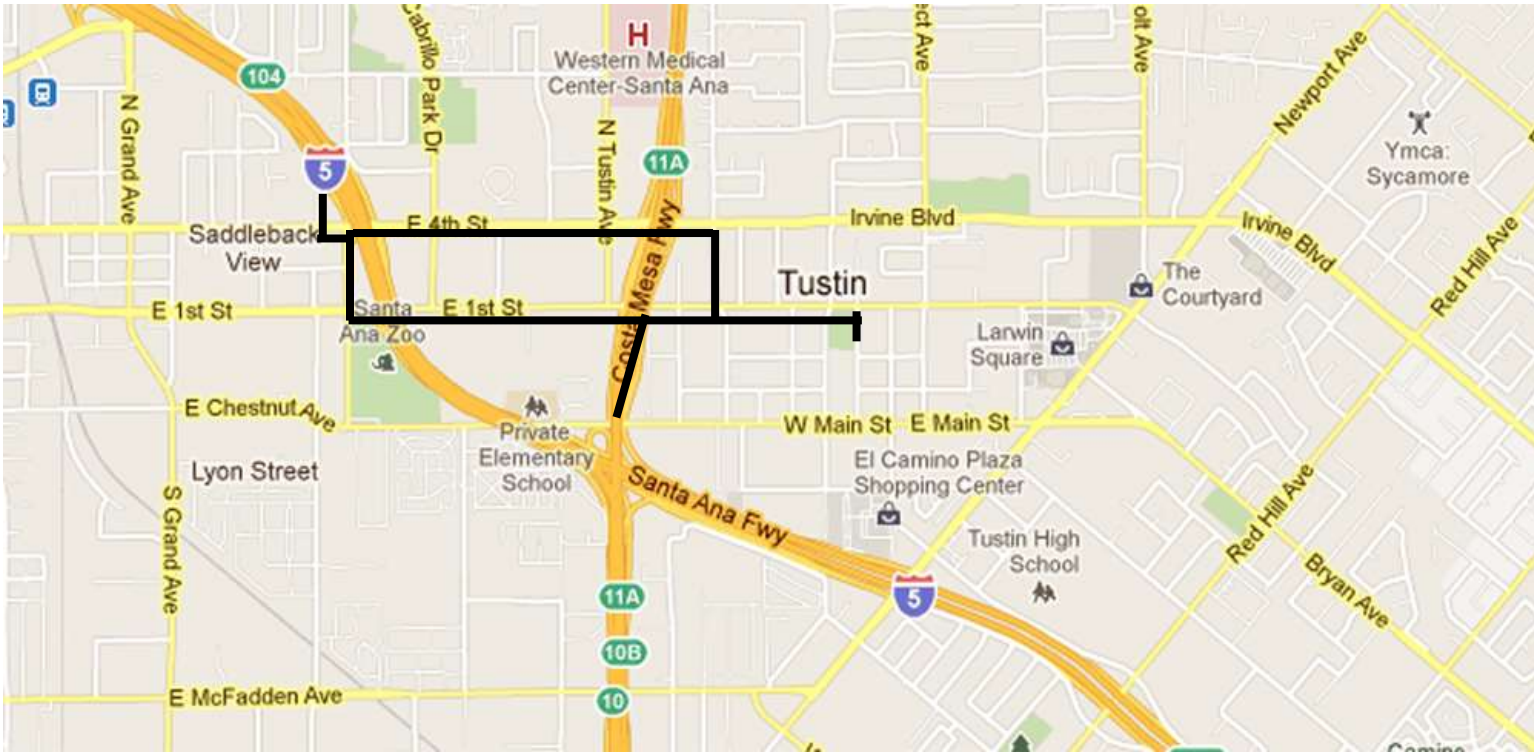 Cabrillo Park Dr
ect Ave
olt Ave
H
Western Medical
Center-Santa Ana
104
N Grand Ave
N Tustin Ave
11A
Newport Ave
Ymca:
Sycamore
5
E 4th St
Irvine Blvd
Irvine Blvd
Saddleback
View
Costa Mesa Fwy
Tustin
The
Courtyard
Red Hill Ave
E 1st St
Santa
Ana Zoo
E 1st St
Larwin
Square
E Chestnut Ave
Private
Elementary
School
W Main St
E Main St
Lyon Street
El Camino Plaza
Shopping Center
Santa Ana Fwy
S Grand Ave
Red Hill Ave
Tustin High
School
5
Bryan Ave
11A
10B
10
E McFadden Ave